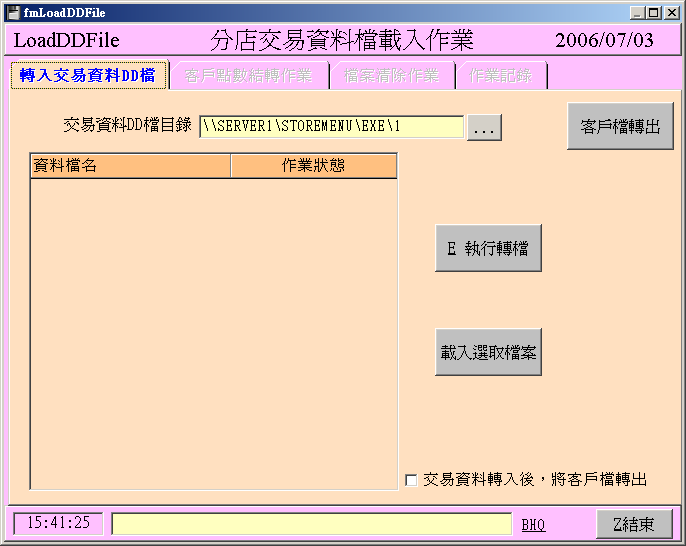 fmLoadDDFile
LoadDDFile 分店交易資料檔載入作業 2006/07/03
轉入交易資料DD檔 客戶點數結轉作業 檔案清除作業 作業記錄
交易資料DD檔目錄 \\SERVER1\STOREMENU\EXE\1 ... 客戶檔轉出
資料檔名 作業狀態
E 執行轉檔
載入選取檔案
交易資料轉入後，將客戶檔轉出
15:41:25 BHQ Z結束